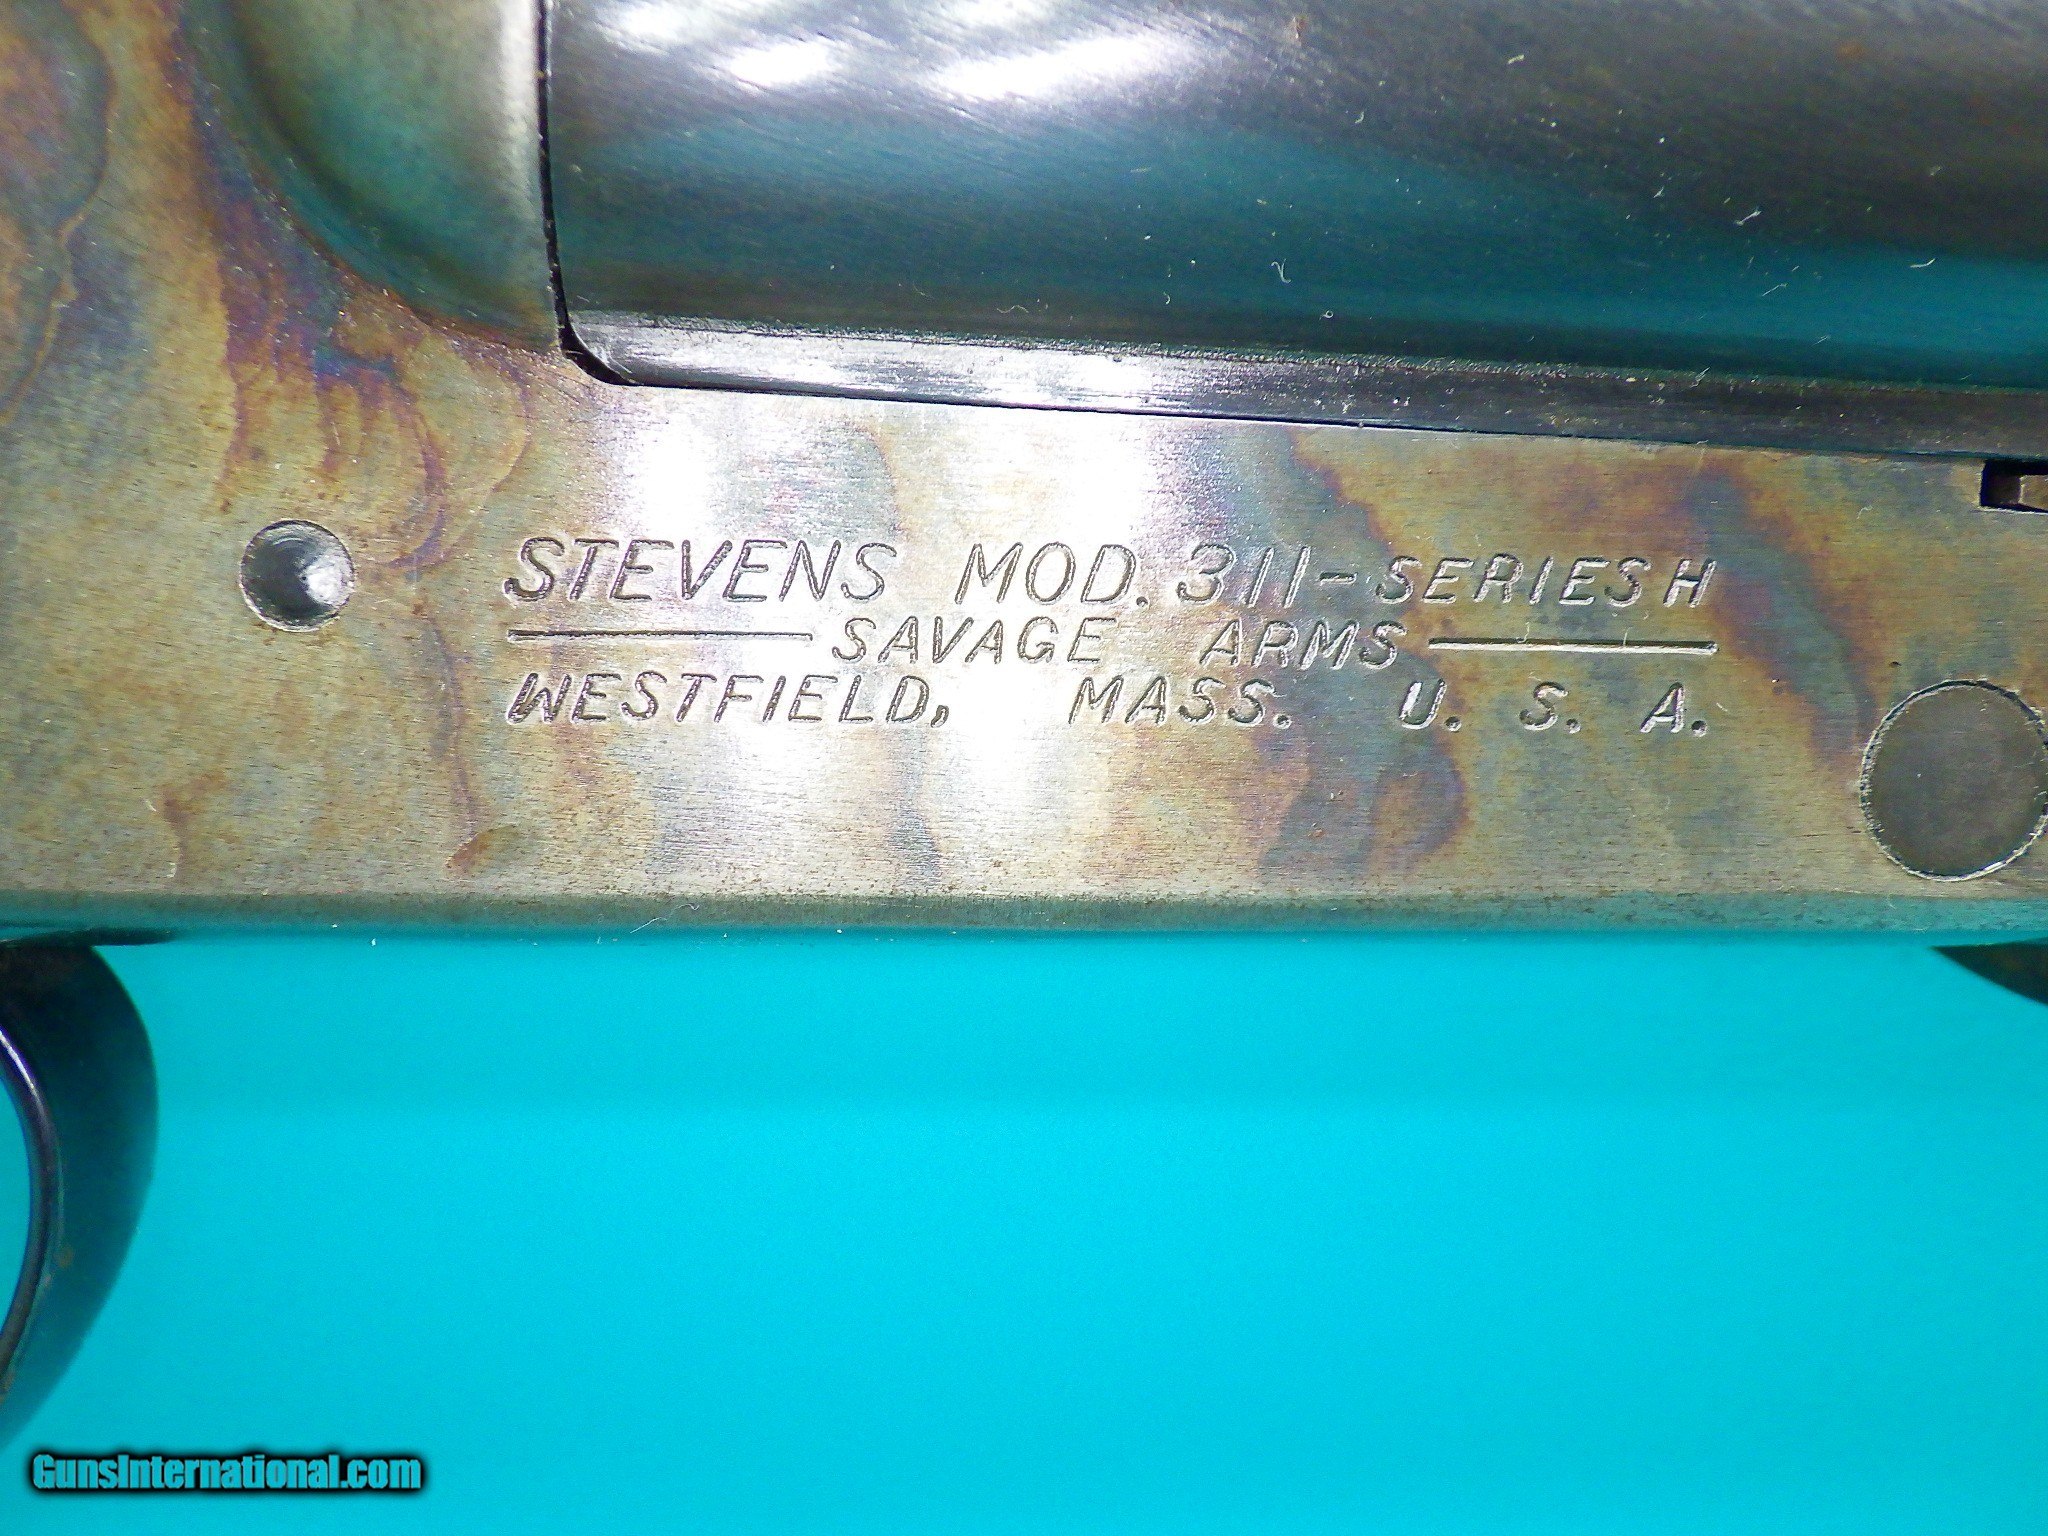 STEVENS MOD. 311-SERIES H
SAVAGE ARMS
WESTFIELD, MASS. U. S. A.
GunsInternational.com